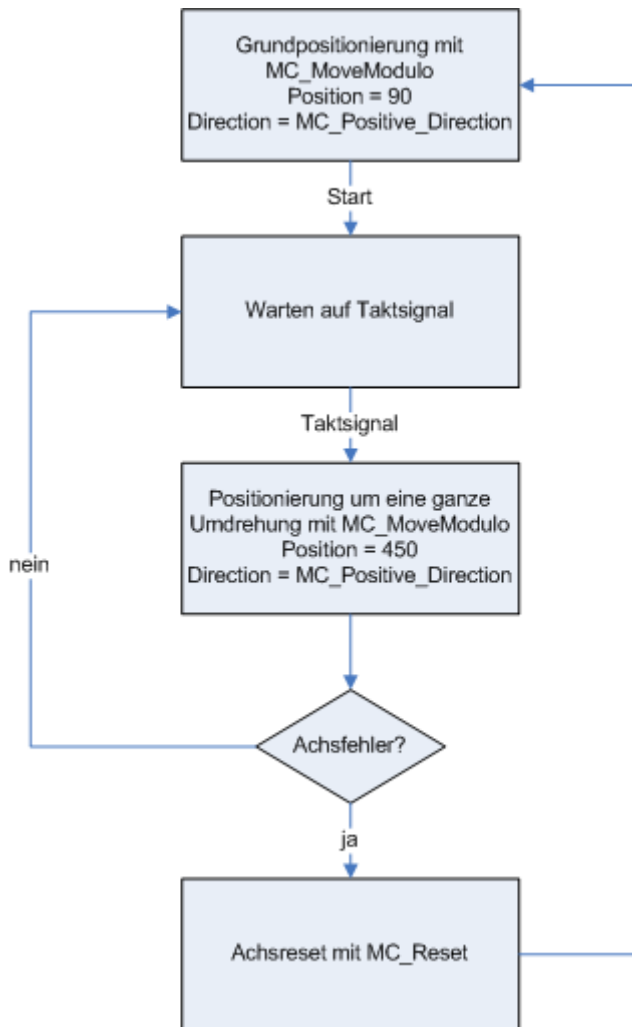 Grundpositionierung mit
MC_MoveModulo
Position = 90
Direction = MC_Positive_Direction
Start
Warten auf Taktsignal
Taktsignal
Positionierung um eine ganze
Umdrehung mit MC_MoveModulo
Position = 450
Direction = MC_Positive_Direction
nein
Achsfehler?
ja
Achsreset mit MC_Reset